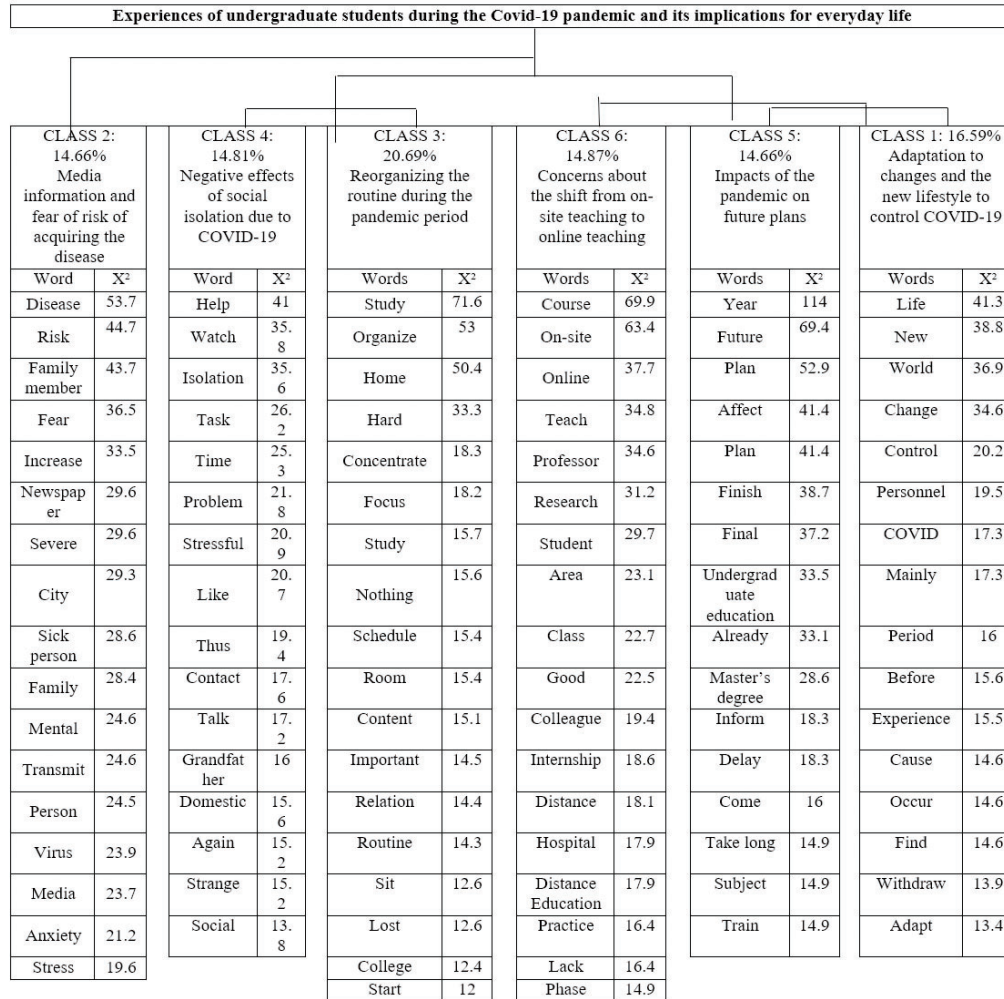 Experiences of undergraduate students during the Covid-19 pandemic and its implications for everyday life
CLASS 2:
14.66%
Media
information and
fear of risk of
acquiring the
disease
Word X²
Disease 53.7
Risk 44.7
Family
member 43.7
Fear 36.5
Increase 33.5
Newspap
er 29.6
Severe 29.6
City 29.3
Sick
person 28.6
Family 28.4
Mental 24.6
Transmit 24.6
Person 24.5
Virus 23.9
Media 23.7
Anxiety 21.2
Stress 19.6
CLASS 4:
14.81%
Negative effects
of social
isolation due to
COVID-19
Word X²
Help 41
Watch 35.
8
Isolation 35.
6
Task 26.
2
Time 25.
3
Problem 21.
8
Stressful 20.
9
Like 20.
7
Thus 19.
4
Contact 17.
6
Talk 17.
2
Grandfat
her 16
Domestic 15.
6
Again 15.
2
Strange 15.
2
Social 13.
8
CLASS 3:
20.69%
Reorganizing the
routine during the
pandemic period
Words X²
Study 71.6
Organize 53
Home 50.4
Hard 33.3
Concentrate 18.3
Focus 18.2
Study 15.7
Nothing 15.6
Schedule 15.4
Room 15.4
Content 15.1
Important 14.5
Relation 14.4
Routine 14.3
Sit 12.6
Lost 12.6
College 12.4
Start 12
CLASS 6:
14.87%
Concerns about
the shift from on-
site teaching to
online teaching
Words X²
Course 69.9
On-site 63.4
Online 37.7
Teach 34.8
Professor 34.6
Research 31.2
Student 29.7
Area 23.1
Class 22.7
Good 22.5
Colleague 19.4
Internship 18.6
Distance 18.1
Hospital 17.9
Distance
Education 17.9
Practice 16.4
Lack 16.4
Phase 14.9
CLASS 5:
14.66%
Impacts of the
pandemic on
future plans
Words X²
Year 114
Future 69.4
Plan 52.9
Affect 41.4
Plan 41.4
Finish 38.7
Final 37.2
Undergrad
uate
education 33.5
Already 33.1
Master's
degree 28.6
Inform 18.3
Delay 18.3
Come 16
Take long 14.9
Subject 14.9
Train 14.9
CLASS 1: 16.59%
Adaptation to
changes and the
new lifestyle to
control COVID-19
Words X²
Life 41.3
New 38.8
World 36.9
Change 34.6
Control 20.2
Personnel 19.5
COVID 17.3
Mainly 17.3
Period 16
Before 15.6
Experience 15.5
Cause 14.6
Occur 14.6
Find 14.6
Withdraw 13.9
Adapt 13.4